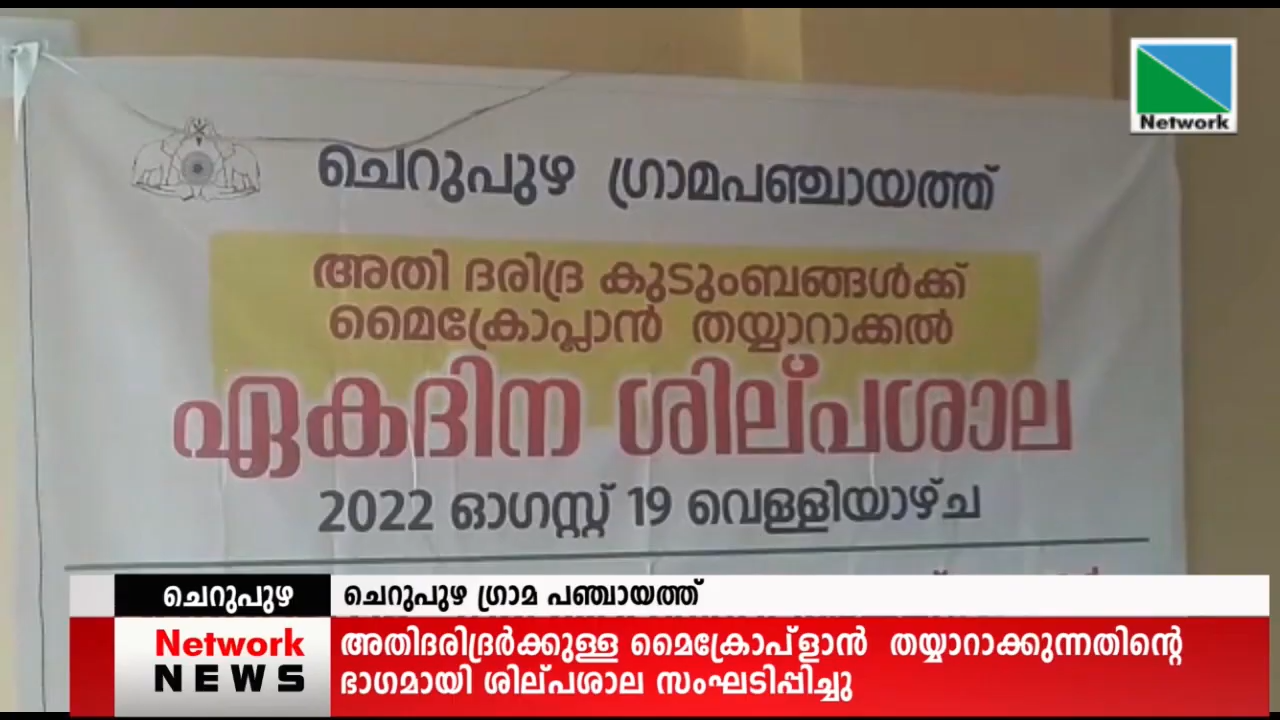 Network
ചെറുപുഴ ഗ്രാമപഞ്ചായത്ത്
അതി ദരിദ്ര കുടുംബങ്ങൾക്ക്
മൈക്രോപ്ലാൻ തയ്യാറാക്കൽ
ഏകദിന ശില്പശാല
2022 ഓഗസ്റ്റ് 19 വെള്ളിയാഴ്ച
ചെറുപുഴ
ചെറുപുഴ ഗ്രാമ പഞ്ചായത്ത്
Network NEWS
അതിദരിദ്രർക്കുള്ള മൈക്രോപ്ളാൻ തയ്യാറാക്കുന്നതിന്റെ
ഭാഗമായി ശില്പശാല സംഘടിപ്പിച്ചു